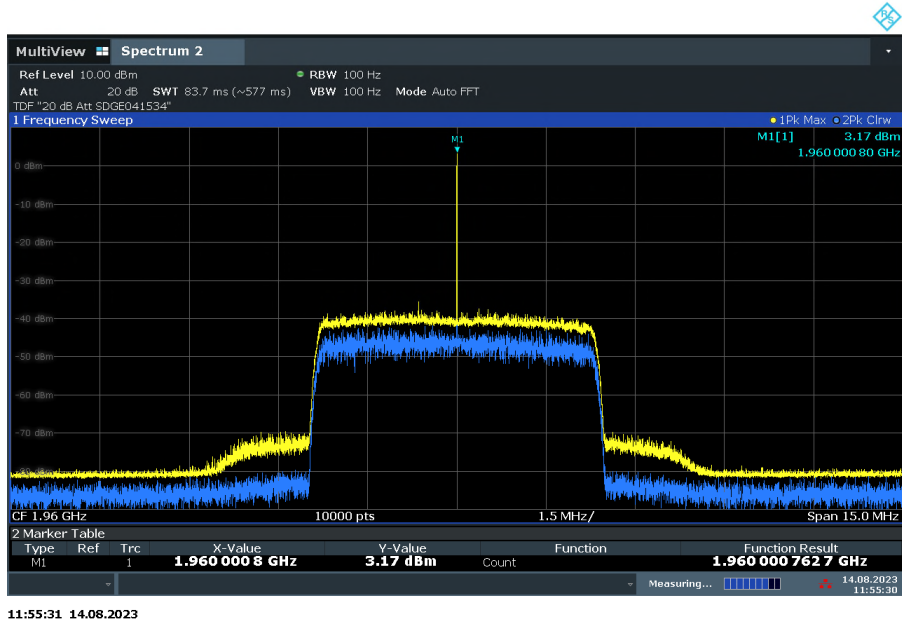 R&S
MultiView Spectrum 2
Ref Level 10.00 dBm RBW 100 Hz
Att 20 dB SWT 83.7 ms (~577 ms) VBW 100 Hz Mode Auto FFT
TDF "20 dB Att SDGE041534"
1 Frequency Sweep 1Pk Max 2Pk Clrw
M1[1] 3.17 dBm
1.960 000 80 GHz
M1
0 dBm
-10 dBm
-20 dBm
-30 dBm
-40 dBm
-50 dBm
-60 dBm
-70 dBm
CF 1.96 GHz 10000 pts 1.5 MHz/ Span 15.0 MHz
2 Marker Table
Type Ref Trc X-Value Y-Value Function Function Result
M1 1 1.960 000 8 GHz 3.17 dBm Count 1.960 000 762 7 GHz
Measuring... 14.08.2023
11:55:30
11:55:31 14.08.2023